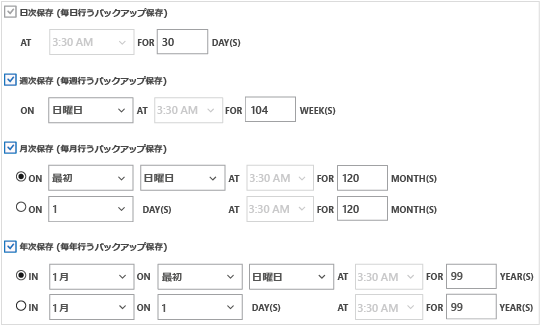 日次保存 (毎日行うバックアップ保存)
AT 3:30 AM FOR 30 DAY(S)
週次保存 (毎週行うバックアップ保存)
ON 日曜日 AT 3:30 AM FOR 104 WEEK(S)
月次保存 (毎月行うバックアップ保存)
ON 最初 日曜日 AT 3:30 AM FOR 120 MONTH(S)
ON 1 DAY(S) AT 3:30 AM FOR 120 MONTH(S)
年次保存 (毎年行うバックアップ保存)
IN 1月 ON 最初 日曜日 AT 3:30 AM FOR 99 YEAR(S)
IN 1月 ON 1 DAY(S) AT 3:30 AM FOR 99 YEAR(S)